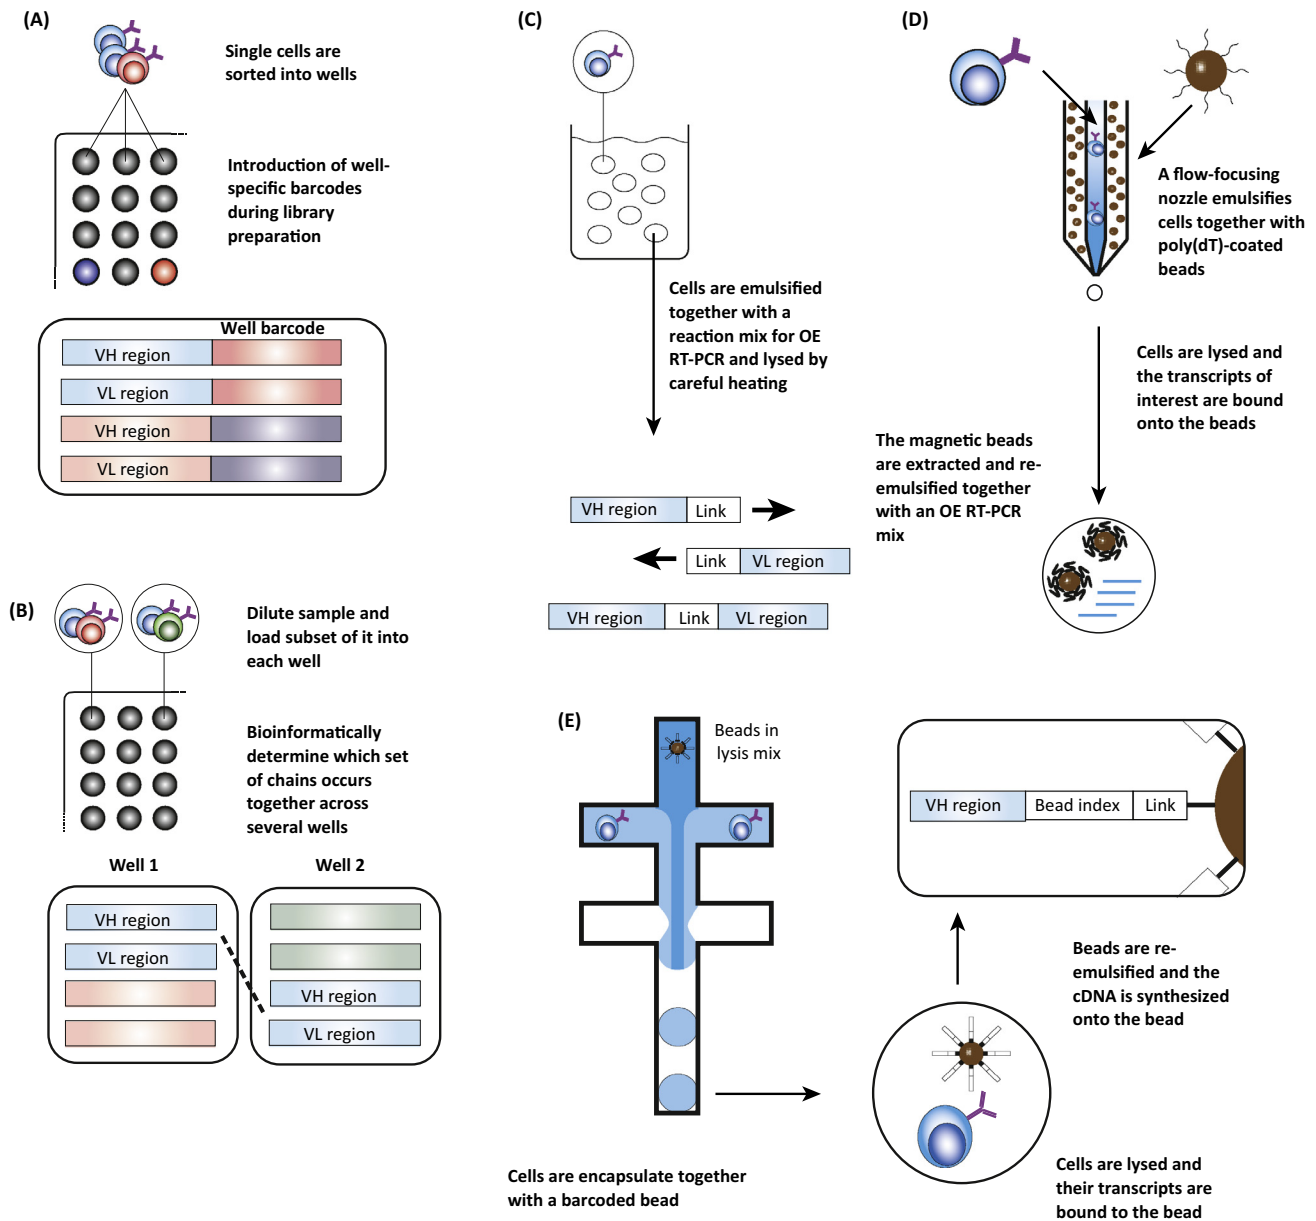 (A)
Single cells are
sorted into wells
Introduction of well-
specific barcodes
during library
preparation
Well barcode
VH region
VL region
VH region
VL region
(B)
Dilute sample and
load subset of it into
each well
Bioinformatically
determine which set
of chains occurs
together across
several wells
Well 1
Well 2
VH region
VL region
VH region
VL region
(C)
Cells are emulsified
together with a
reaction mix for OE
RT-PCR and lysed by
careful heating
VH region
Link
Link
VL region
VH region
Link
VL region
(D)
A flow-focusing
nozzle emulsifies
cells together with
poly(dT)-coated
beads
Cells are lysed and
the transcripts of
interest are bound
onto the beads
The magnetic beads
are extracted and re-
emulsified together
with an OE RT-PCR
mix
(E)
Beads in
lysis mix
Cells are encapsulate together
with a barcoded bead
Cells are lysed and
their transcripts are
bound to the bead
Beads are re-
emulsified and the
cDNA is synthesized
onto the bead
VH region
Bead index
Link